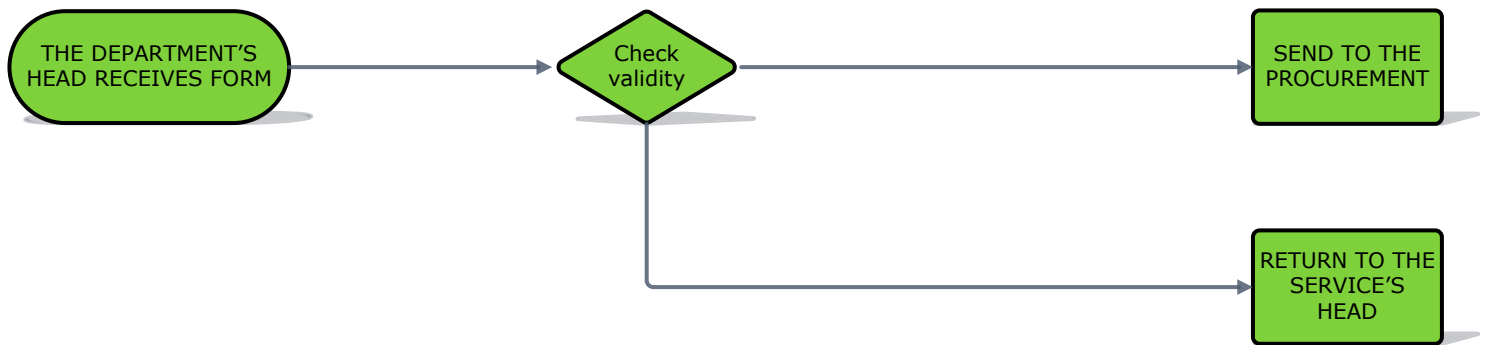 THE DEPARTMENT’S
HEAD RECEIVES FORM
Check
validity
SEND TO THE
PROCUREMENT
RETURN TO THE
SERVICE’S
HEAD